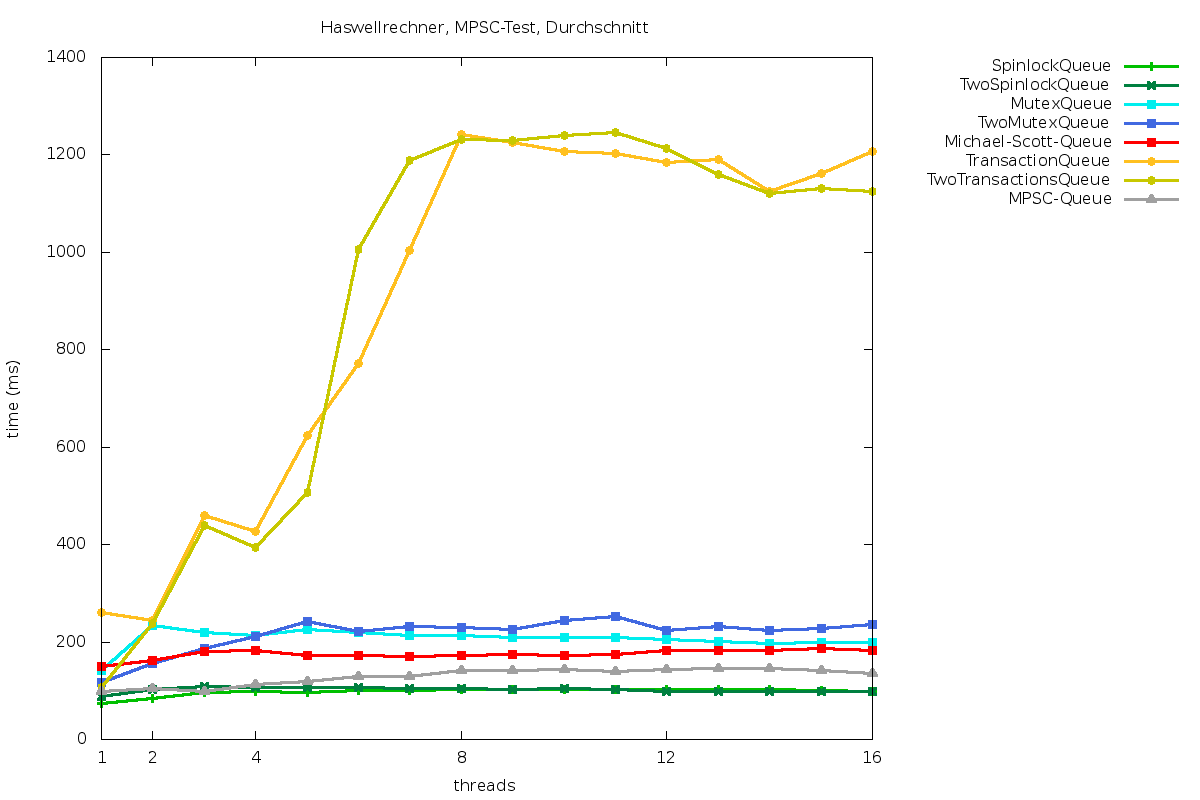 Haswellrechner, MPSC-Test, Durchschnitt
SpinlockQueue
TwoSpinlockQueue
MutexQueue
TwoMutexQueue
Michael-Scott-Queue
TransactionQueue
TwoTransactionsQueue
MPSC-Queue
time (ms)
1400
1200
1000
800
600
400
200
0
1 2 4 8 12 16
threads